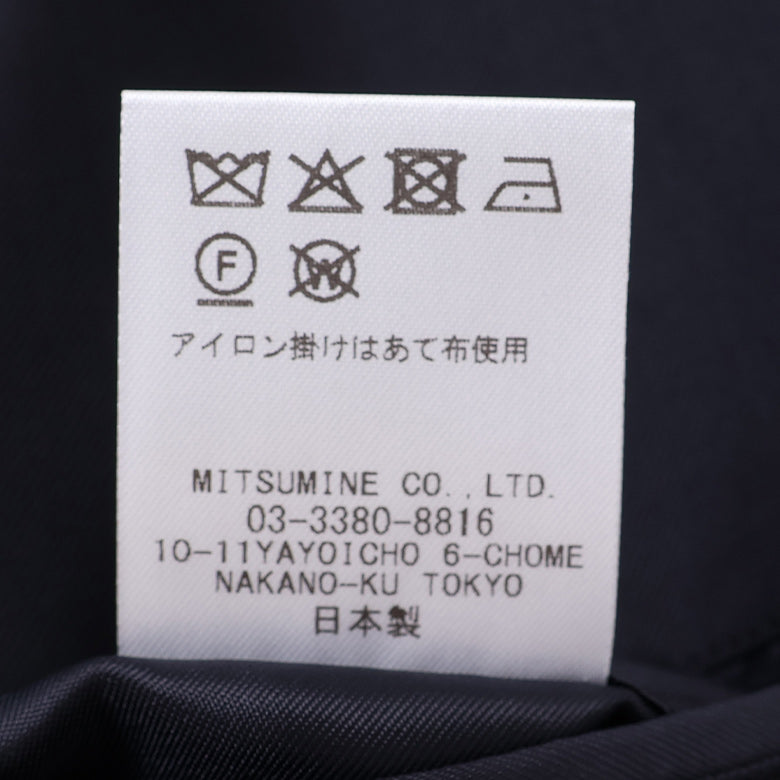 F W
アイロン掛けはあて布使用
MITSUMINE CO.,LTD.
03-3380-8816
10-11YAYOICHO 6-CHOME
NAKANO-KU TOKYO
日本製